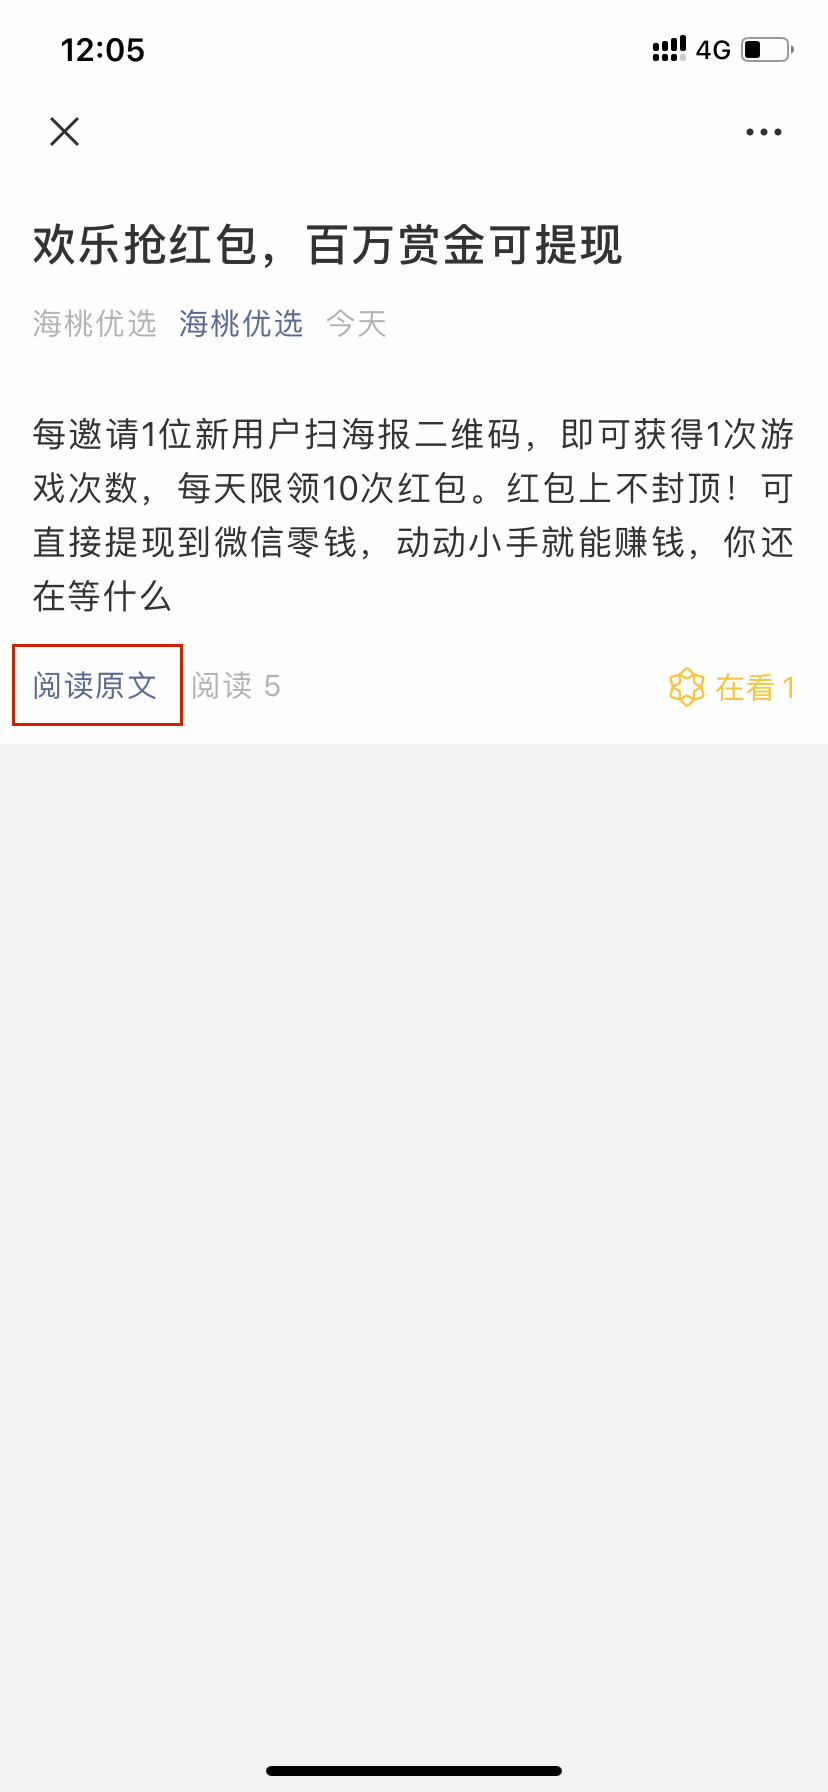 12:05
4G
欢乐抢红包，百万赏金可提现
海桃优选 海桃优选 今天
每邀请1位新用户扫海报二维码，即可获得1次游
戏次数，每天限领10次红包。红包上不封顶！可
直接提现到微信零钱，动动小手就能赚钱，你还
在等什么
阅读原文 阅读 5
在看 1